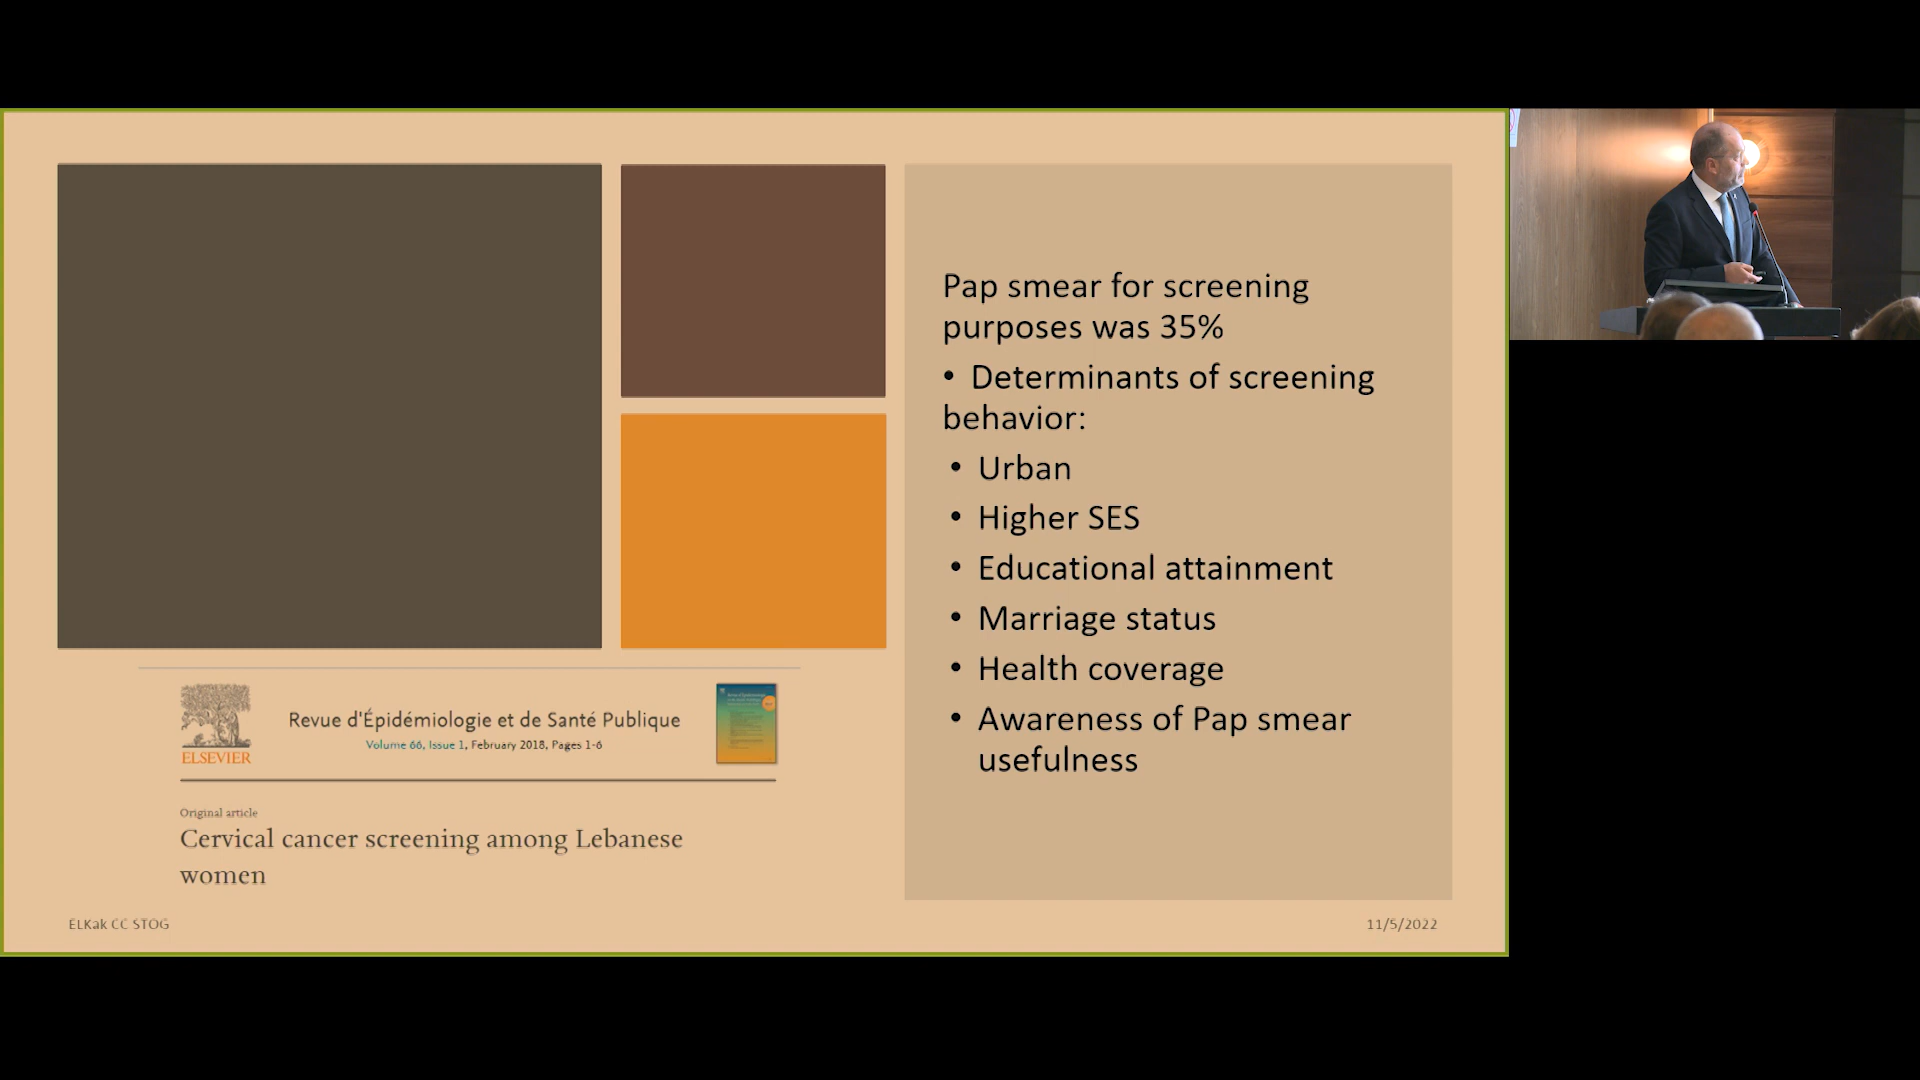 Pap smear for screening
purposes was 35%
• Determinants of screening
behavior:
• Urban
• Higher SES
• Educational attainment
• Marriage status
• Health coverage
• Awareness of Pap smear
usefulness
ELSEVIER
Revue d'Épidémiologie et de Santé Publique
Volume 66, Issue 1, February 2018, Pages 1-6
Original article
Cervical cancer screening among Lebanese
women
ELKak CC STOG
11/5/2022